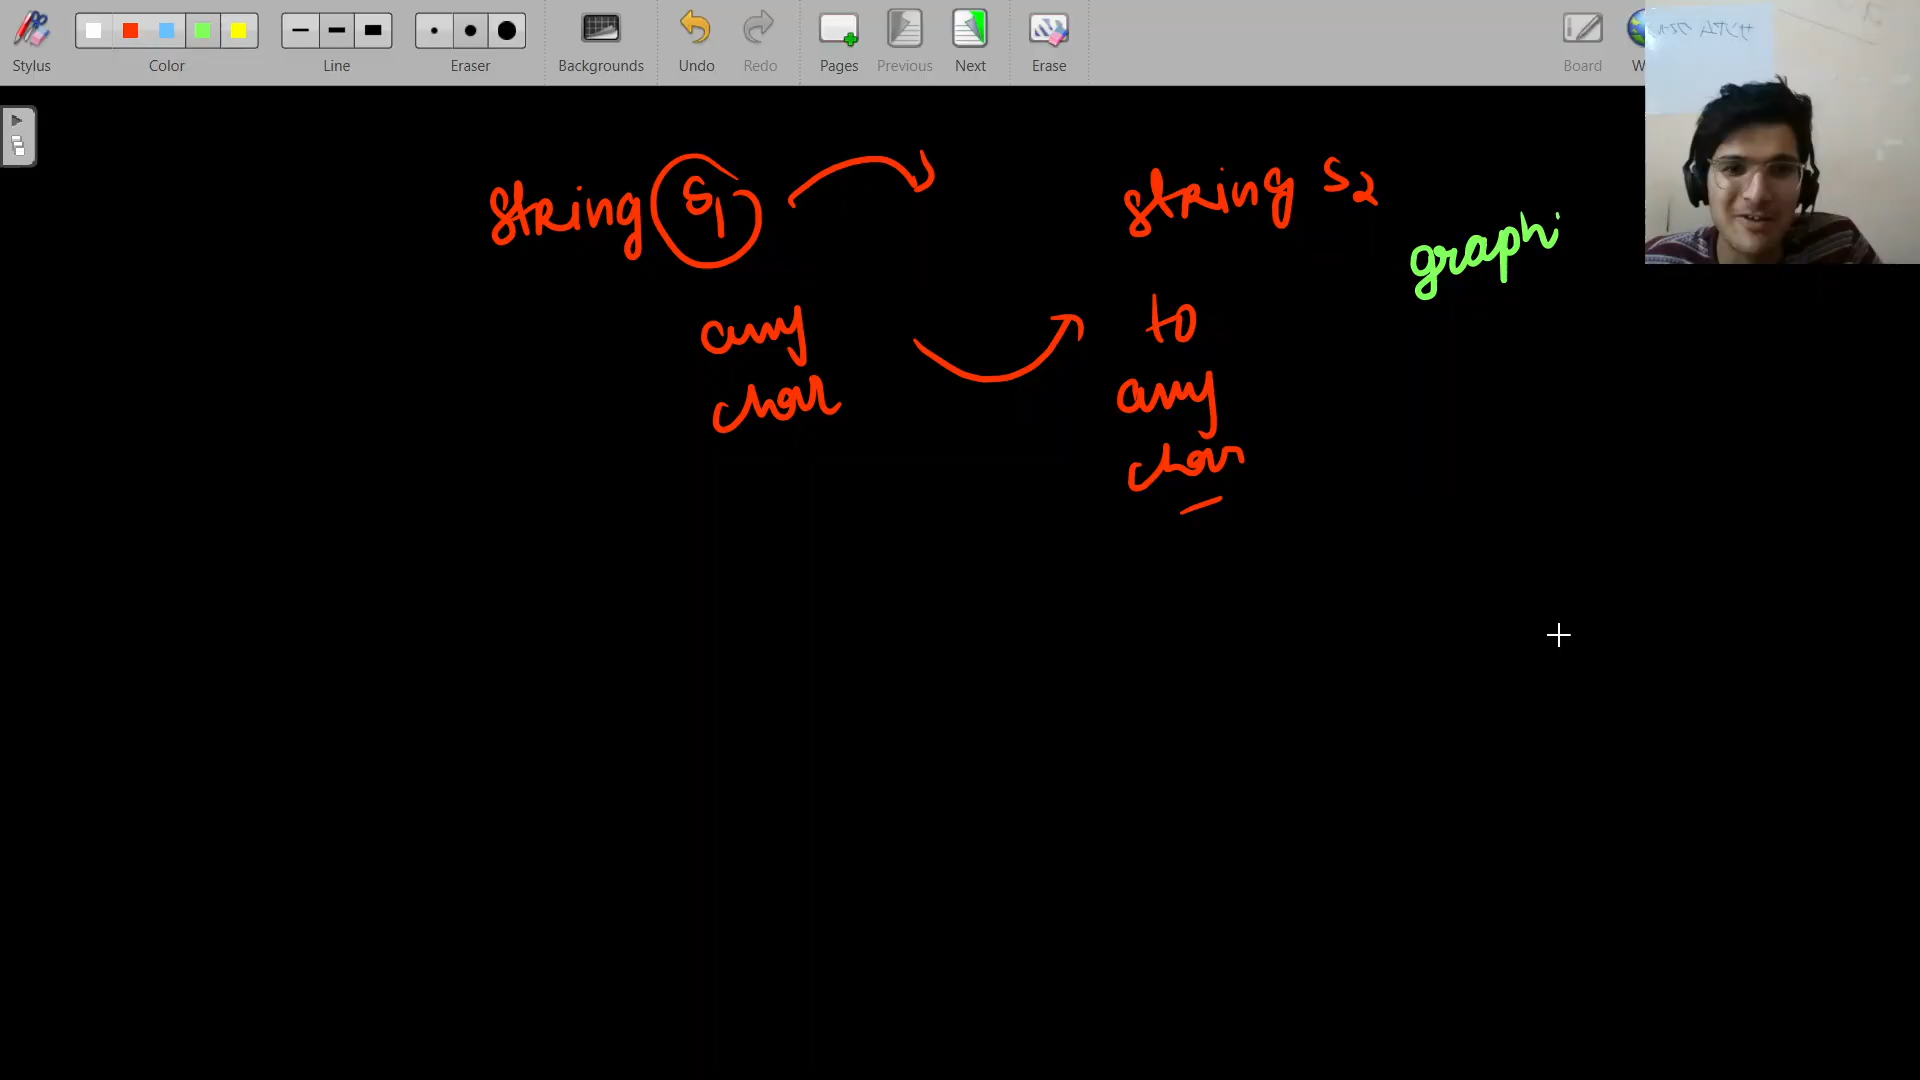 Stylus Color Line Eraser Backgrounds Undo Redo Pages Previous Next Erase Board W
string s1 string s2
graphi
any to
char any
char